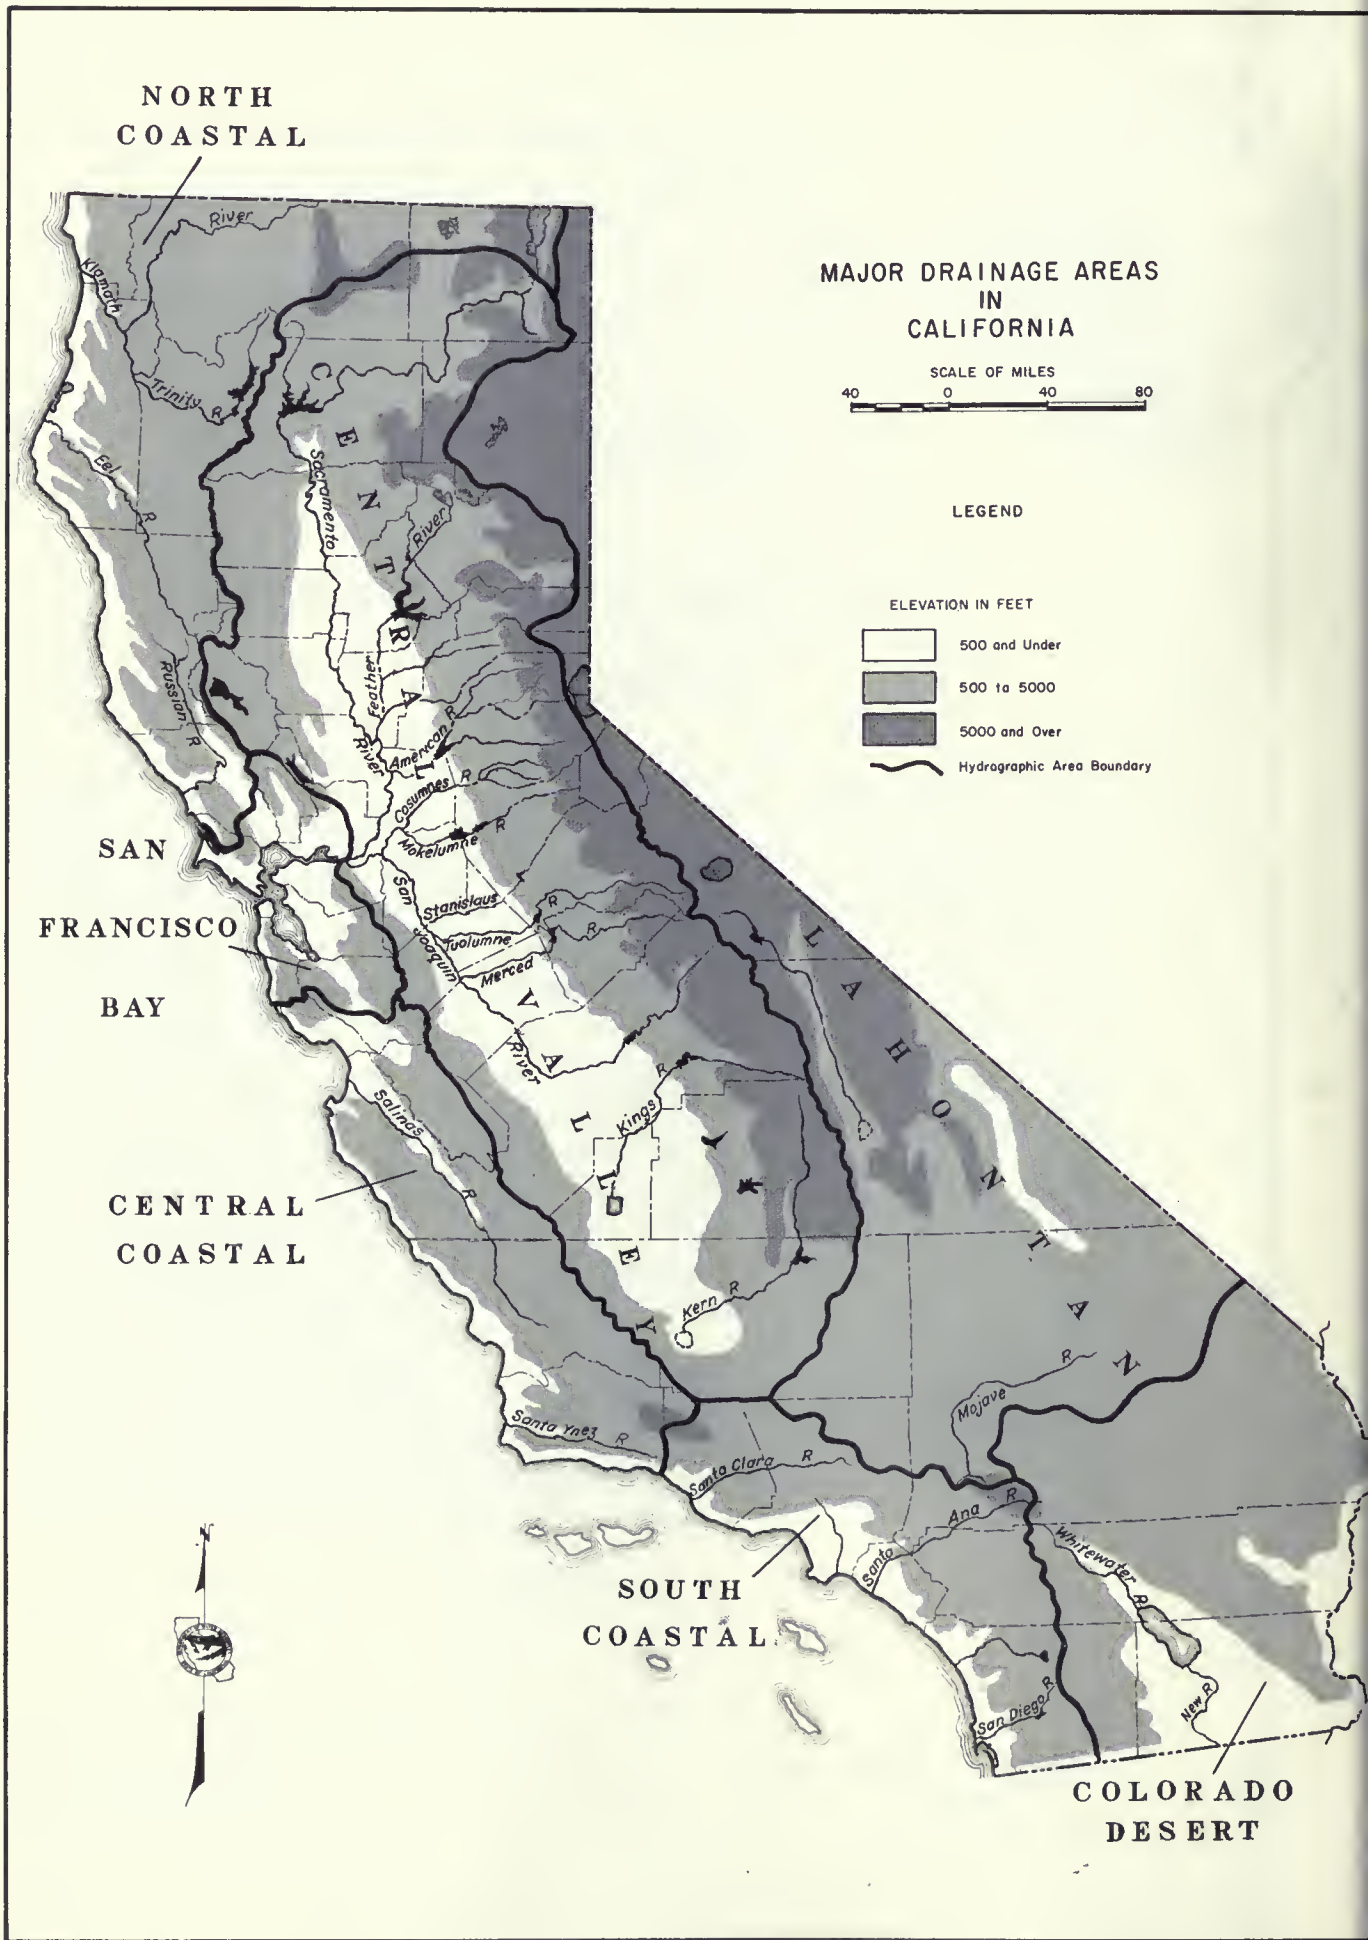 NORTH
COASTAL
MAJOR DRAINAGE AREAS
IN
CALIFORNIA
SCALE OF MILES
40 0 40 80
LEGEND
ELEVATION IN FEET
500 and Under
500 to 5000
5000 and Over
Hydrographic Area Boundary
Klamath
River
Trinity R
Eel
R
Russian
R
CENTRAL
VALLEY
Sacramento
River
Feather
River
American
R
Cosumnes R
Mokelumne
R
San
Joaquin
River
Stanislaus
R
Tuolumne
R
Merced
Kings
R
Kern R
SAN
FRANCISCO
BAY
LAHONTAN
Salinas
R
CENTRAL
COASTAL
Santa Ynez R
Santa Clara R
Mojave
R
Santa
Ana
R
Whitewater
R
New R
San Diego R
SOUTH
COASTAL
COLORADO
DESERT
N